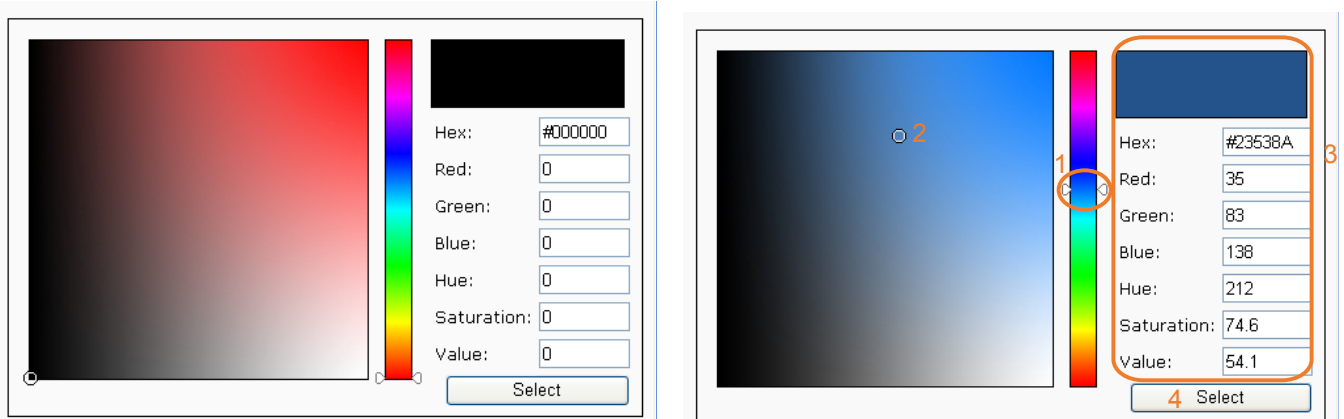 Hex: #000000
Red: 0
Green: 0
Blue: 0
Hue: 0
Saturation: 0
Value: 0
Select
2
1
3
Hex: #23538A
Red: 35
Green: 83
Blue: 138
Hue: 212
Saturation: 74.6
Value: 54.1
4 Select